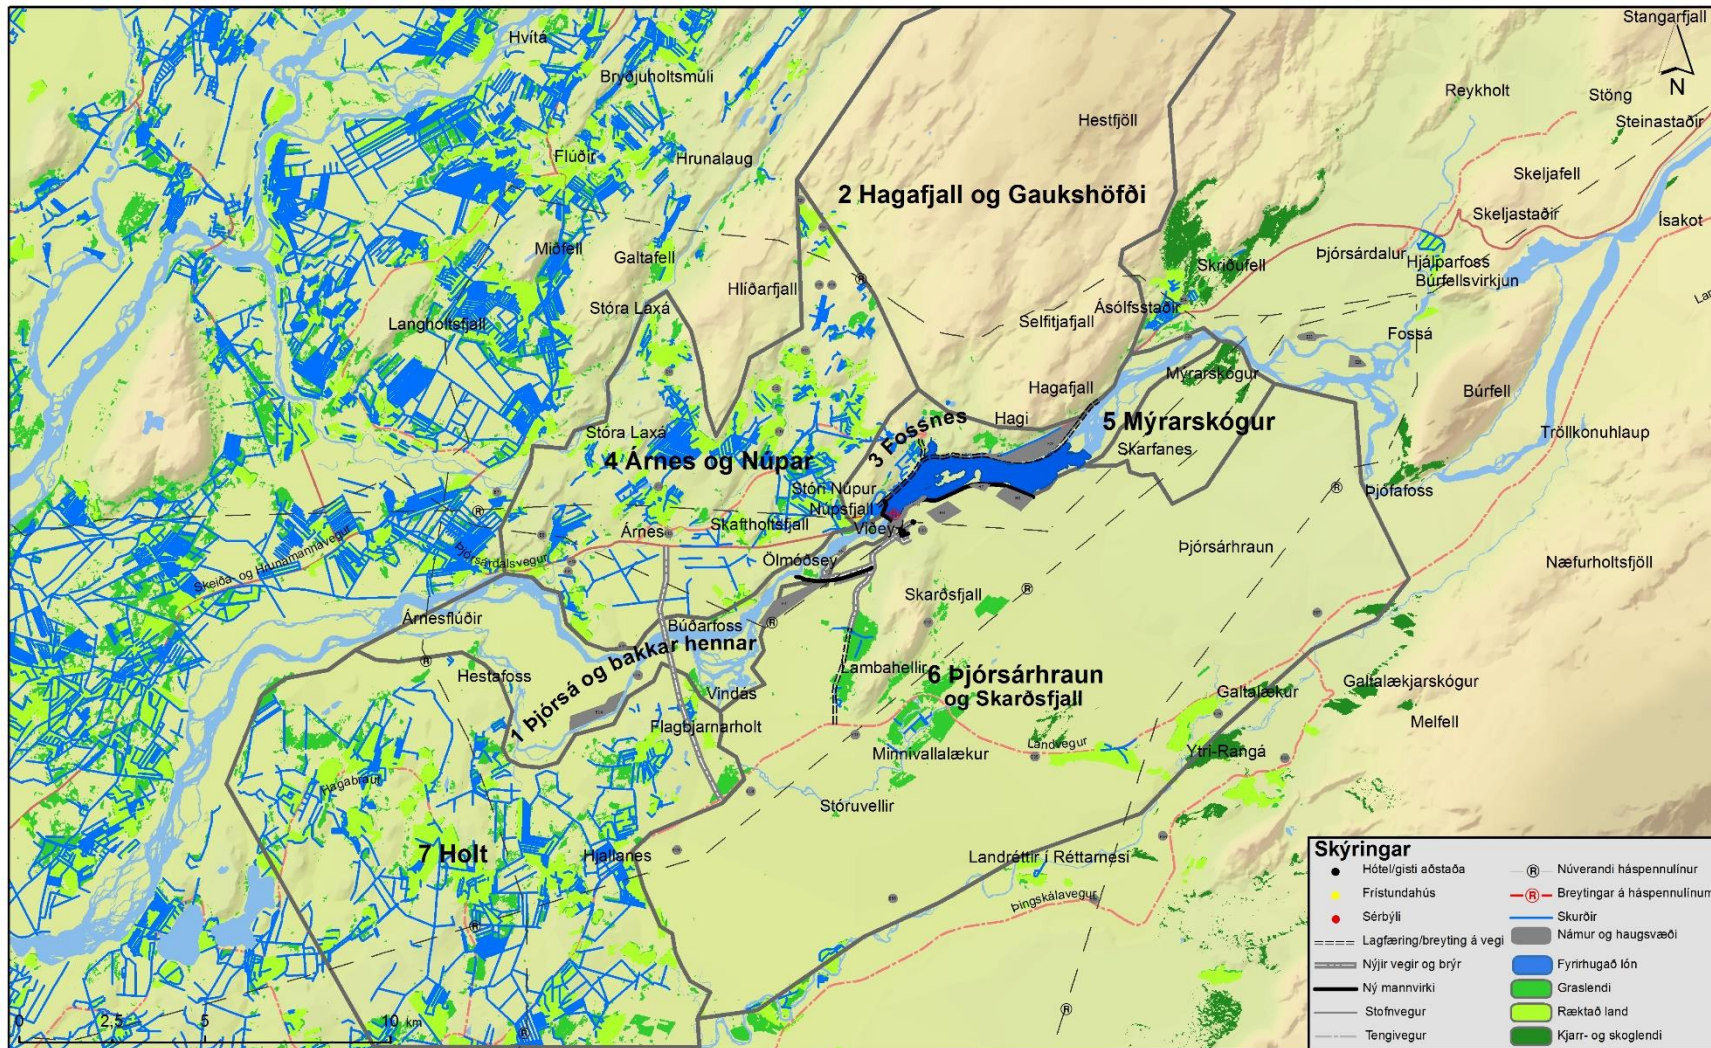 Stangarfjall
N
Hvítá
Bryðjuholtsmúli
Reykholt
Stöng
Steinastaðir
Hestfjöll
Flúðir
Hrunalaug
Skeljafell
2 Hagafjall og Gaukshöfði
Skeljastaðir
Ísakot
Miðfell
Galtafell
Skriðufell
Þjórsárdalur
Hjálparfoss
Búrfellsvirkjun
Hlíðarfjall
Stóra Laxá
Ásólfsstaðir
Langholtsfjall
Selfitjafjall
Fossá
Mýrarskógur
Hagafjall
Búrfell
Hagi
5 Mýrarskógur
3 Fossnes
Stóra Laxá
Tröllkonuhlaup
Skarfanes
4 Árnes og Núpar
Stóri Núpur
Þjófafoss
Núpsfjall
Skaftholtsfjall
Viðey
Árnes
Skeiða- og Hrunamannavegur
Þjórsárdalsvegur
Þjórsárhraun
Ölmóðsey
Næfurholtsfjöll
Skarðsfjall
Árnesflúðir
Búðarfoss
1 Þjórsá og bakkar hennar
Hestafoss
Lambahellir
6 Þjórsárhraun
og Skarðsfjall
Galtalækur
Galtalækjarskógur
Vindás
Melfell
Flagbjarnarholt
Landvegur
Minnivallalækur
Ytri-Rangá
Hagabraut
Stóruvellir
7 Holt
Hjallanes
Landréttir í Réttarnesi
Þingskálavegur
0 2,5 5 10 km
Skýringar
Hótel/gisti aðstaða
Frístundahús
Sérbýli
Lagfæring/breyting á vegi
Nýjir vegir og brýr
Ný mannvirki
Stofnvegur
Tengivegur
Núverandi háspennulínur
Breytingar á háspennulínum
Skurðir
Námur og haugsvæði
Fyrirhugað lón
Graslendi
Ræktað land
Kjarr- og skoglendi